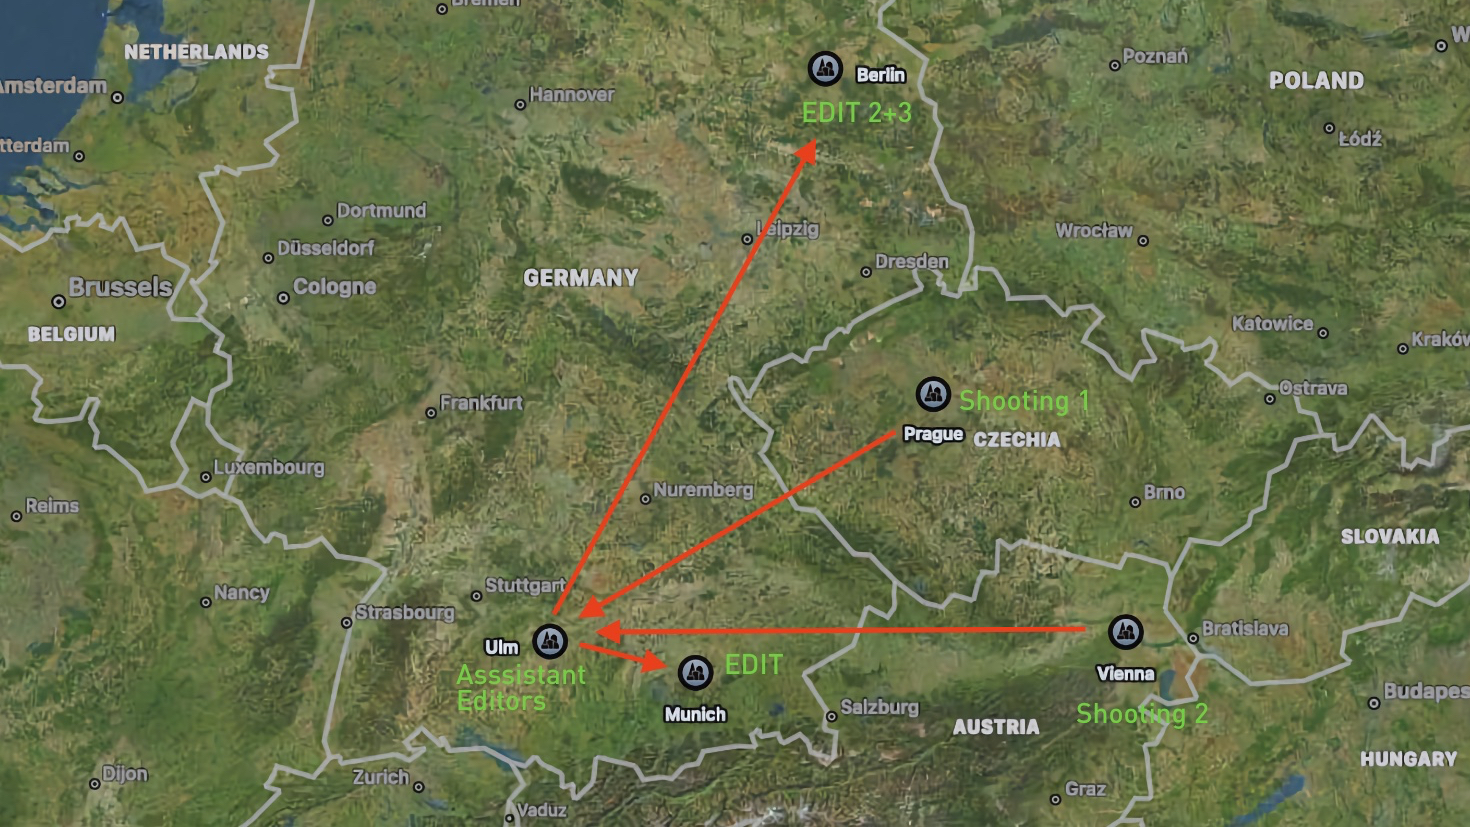 Bremen
NETHERLANDS
Amsterdam
Hannover
Berlin
EDIT 2+3
Poznań
POLAND
W
tterdam
Łódź
Dortmund
Düsseldorf
Leipzig
Wrocław
Brussels
Cologne
GERMANY
Dresden
BELGIUM
Katowice
Kraków
Frankfurt
Shooting 1
Prague
CZECHIA
Ostrava
Luxembourg
Nuremberg
Brno
Reims
SLOVAKIA
Nancy
Stuttgart
Strasbourg
Ulm
Asssistant
Editors
EDIT
Munich
Bratislava
Vienna
Shooting 2
Salzburg
AUSTRIA
Budapes
HUNGARY
Dijon
Zurich
Graz
Vaduz